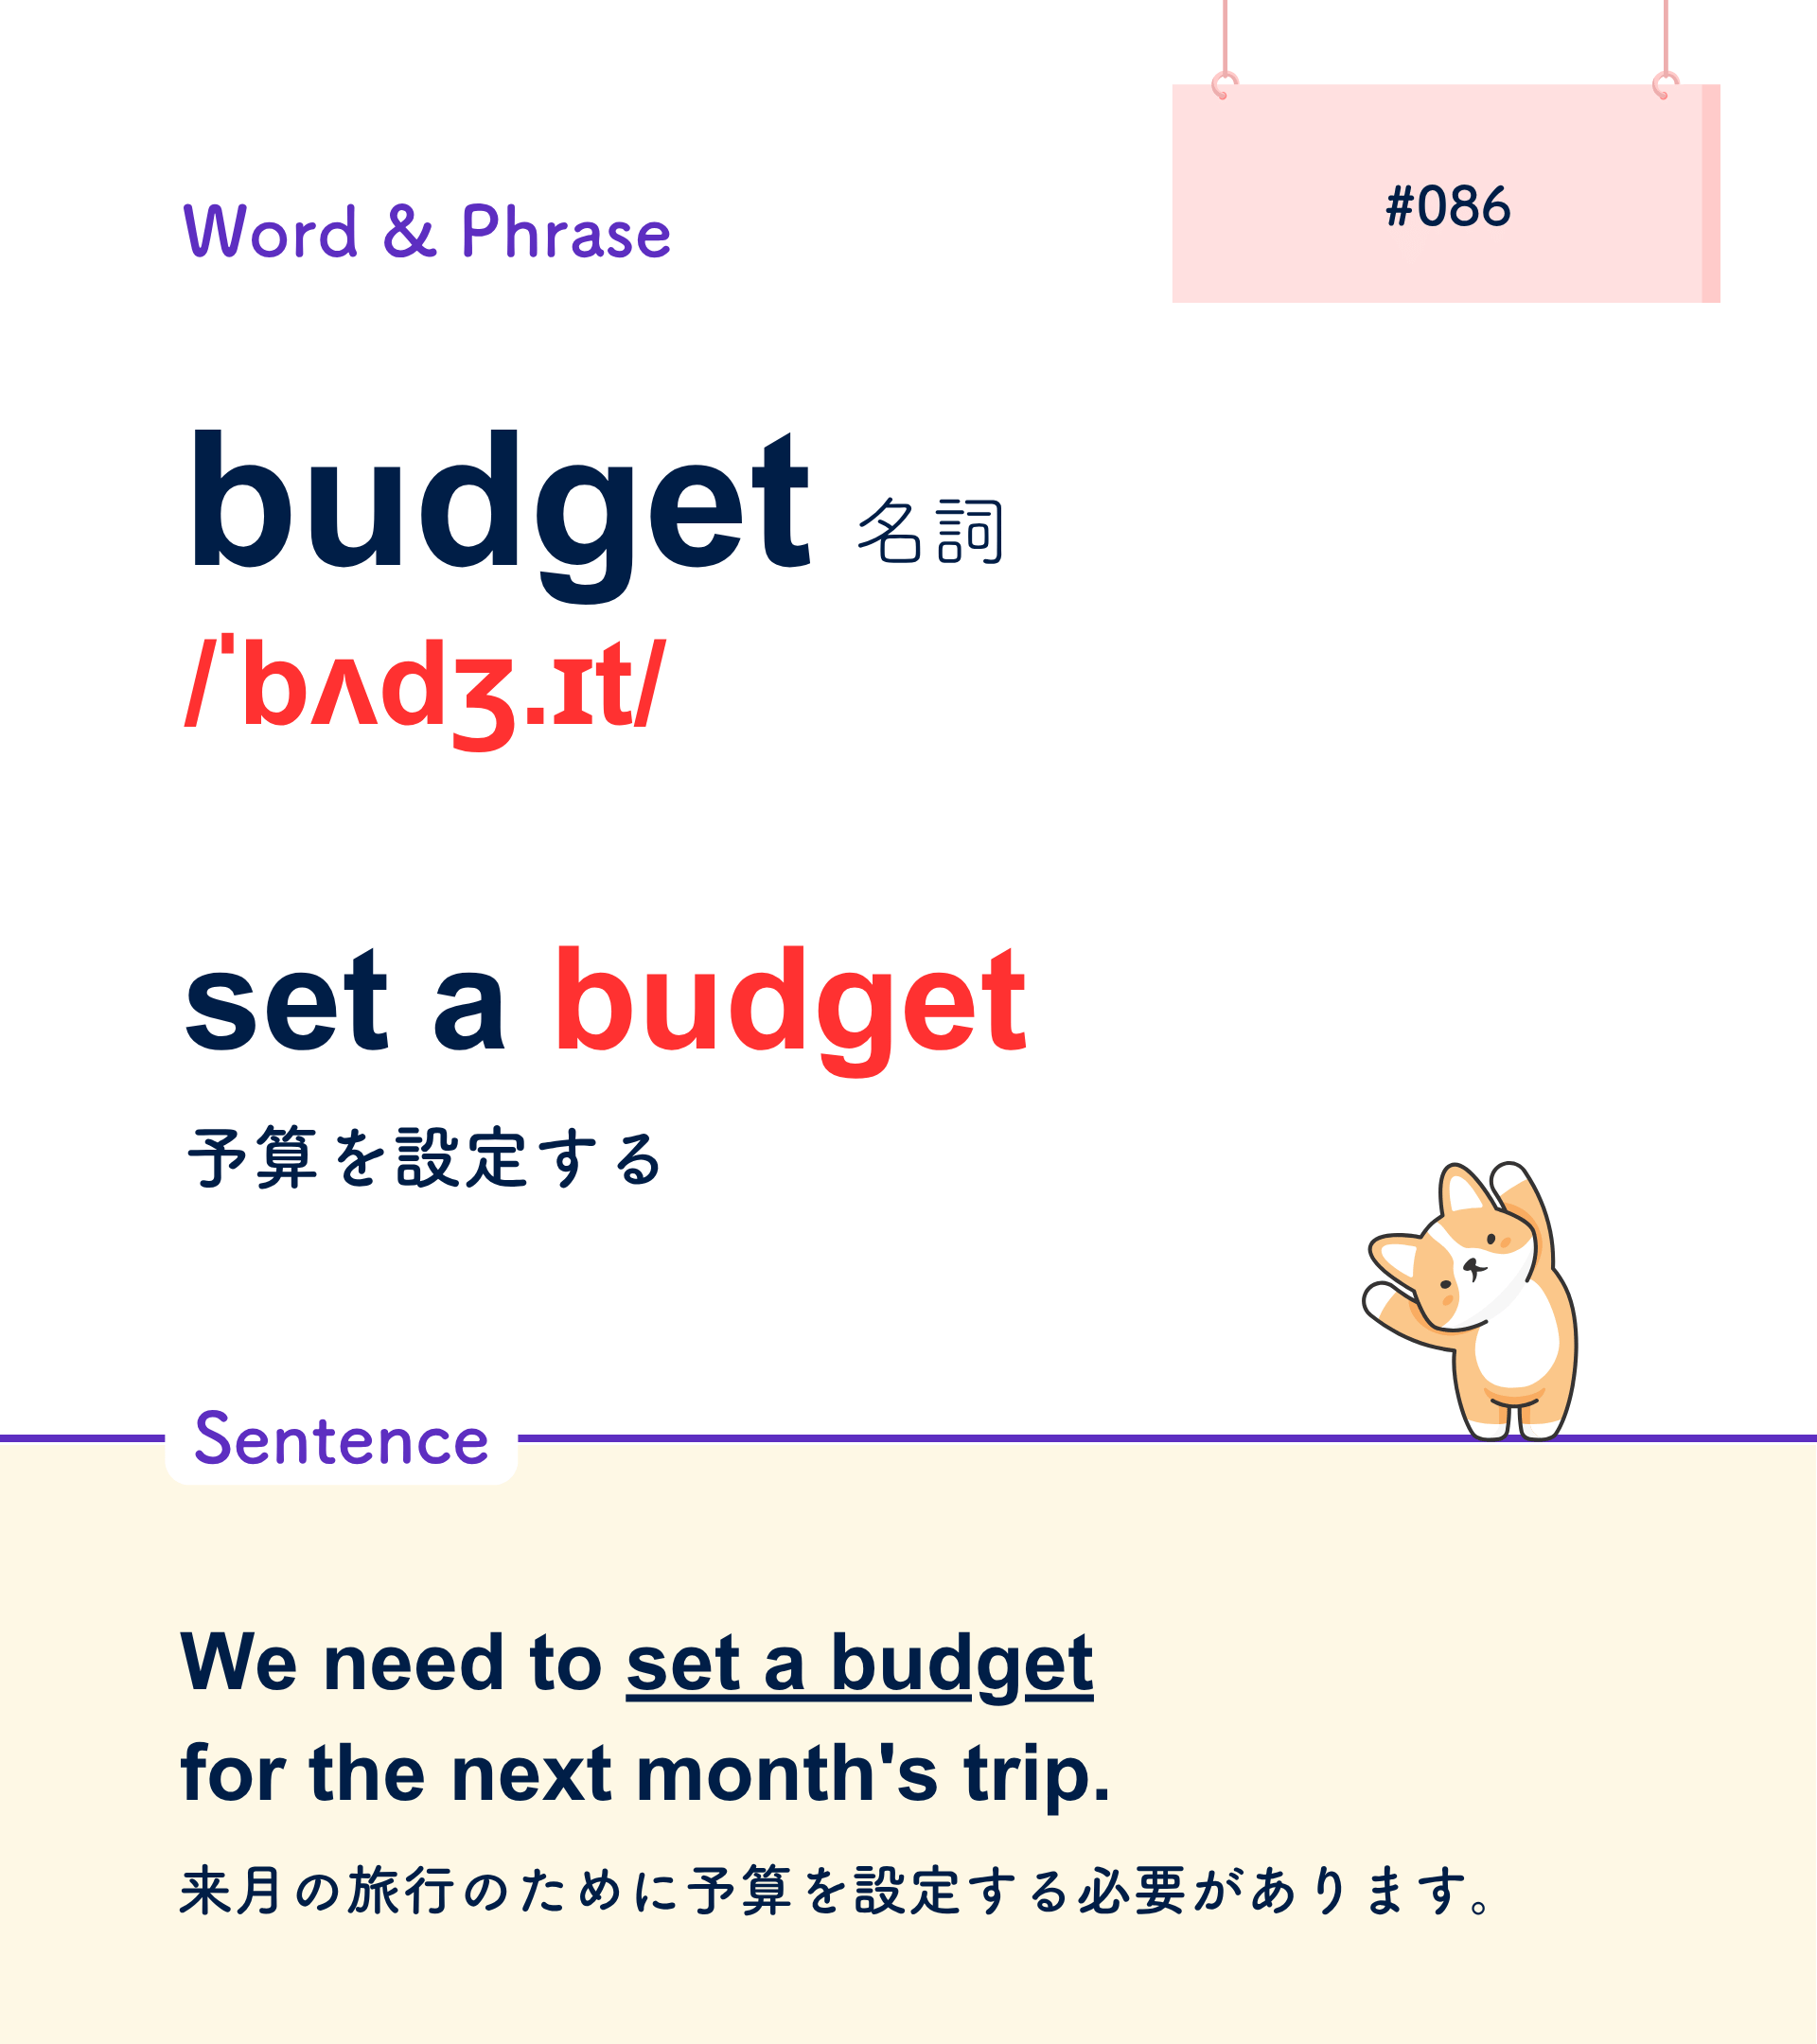 #086
Word & Phrase
budget 名詞
/ˈbʌdʒ.ɪt/
set a budget
予算を設定する
Sentence
We need to set a budget
for the next month's trip.
来月の旅行のために予算を設定する必要があります。